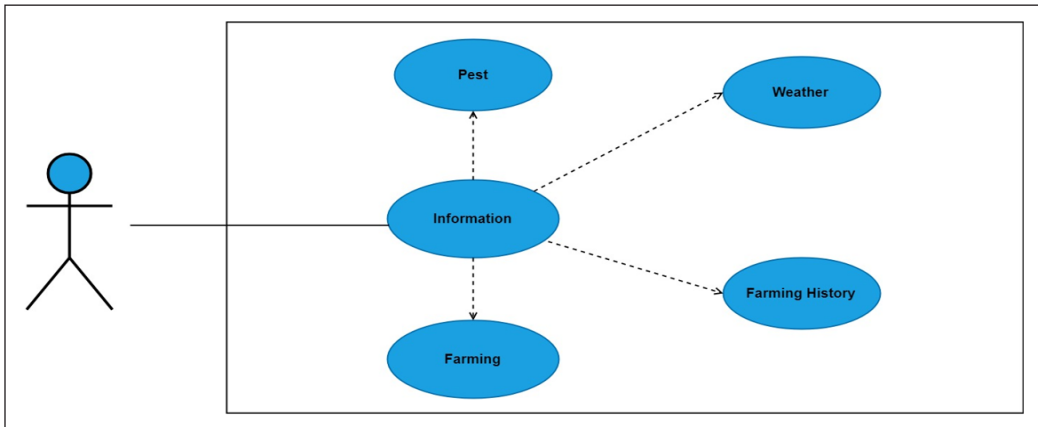 Pest
Weather
Information
Farming History
Farming